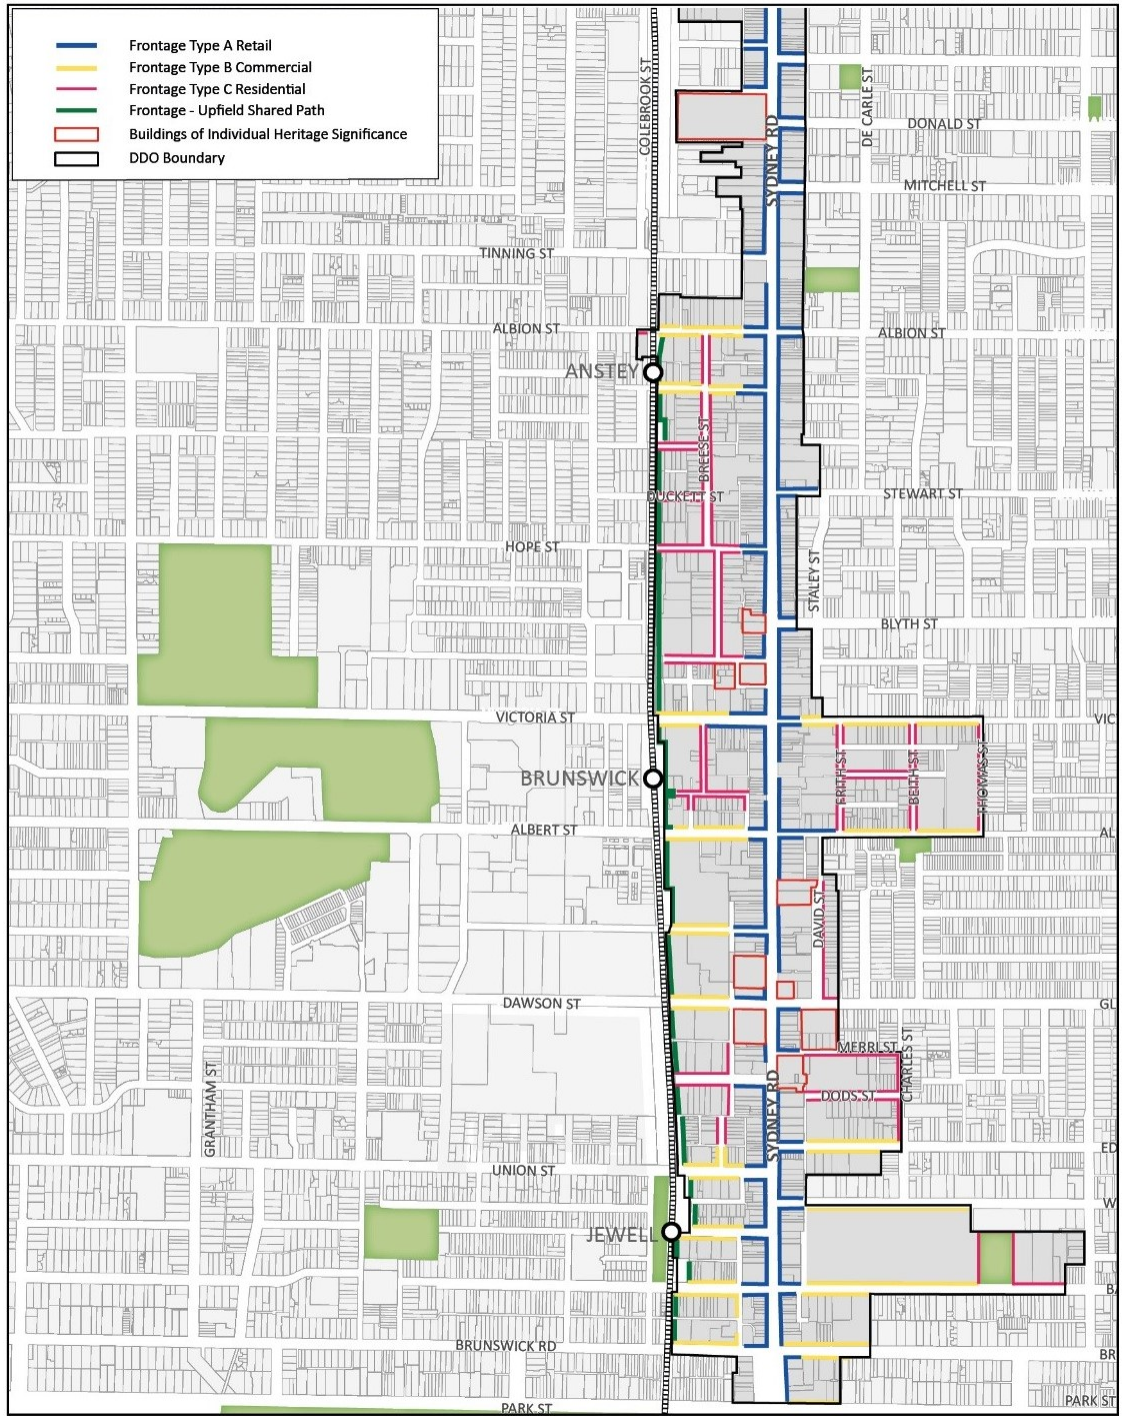 Frontage Type A Retail
Frontage Type B Commercial
Frontage Type C Residential
Frontage - Upfield Shared Path
Buildings of Individual Heritage Significance
DDO Boundary
COLEBROOK ST
SYDNEY RD
DE CARLE ST
DONALD ST
MITCHELL ST
TINNING ST
ALBION ST
ALBION ST
ANSTEY
BREESE ST
DUCKETT ST
STEWART ST
HOPE ST
STALEY ST
BLYTH ST
VICTORIA ST
VIC
BRUNSWICK
FRITH ST
BEITH ST
THOMAS ST
ALBERT ST
AL
DAVID ST
DAWSON ST
GL
MERRI ST
CHARLES ST
GRANTHAM ST
SYDNEY RD
DODS ST
ED
UNION ST
W
JEWELL
BA
BRUNSWICK RD
BR
PARK ST
PARK ST